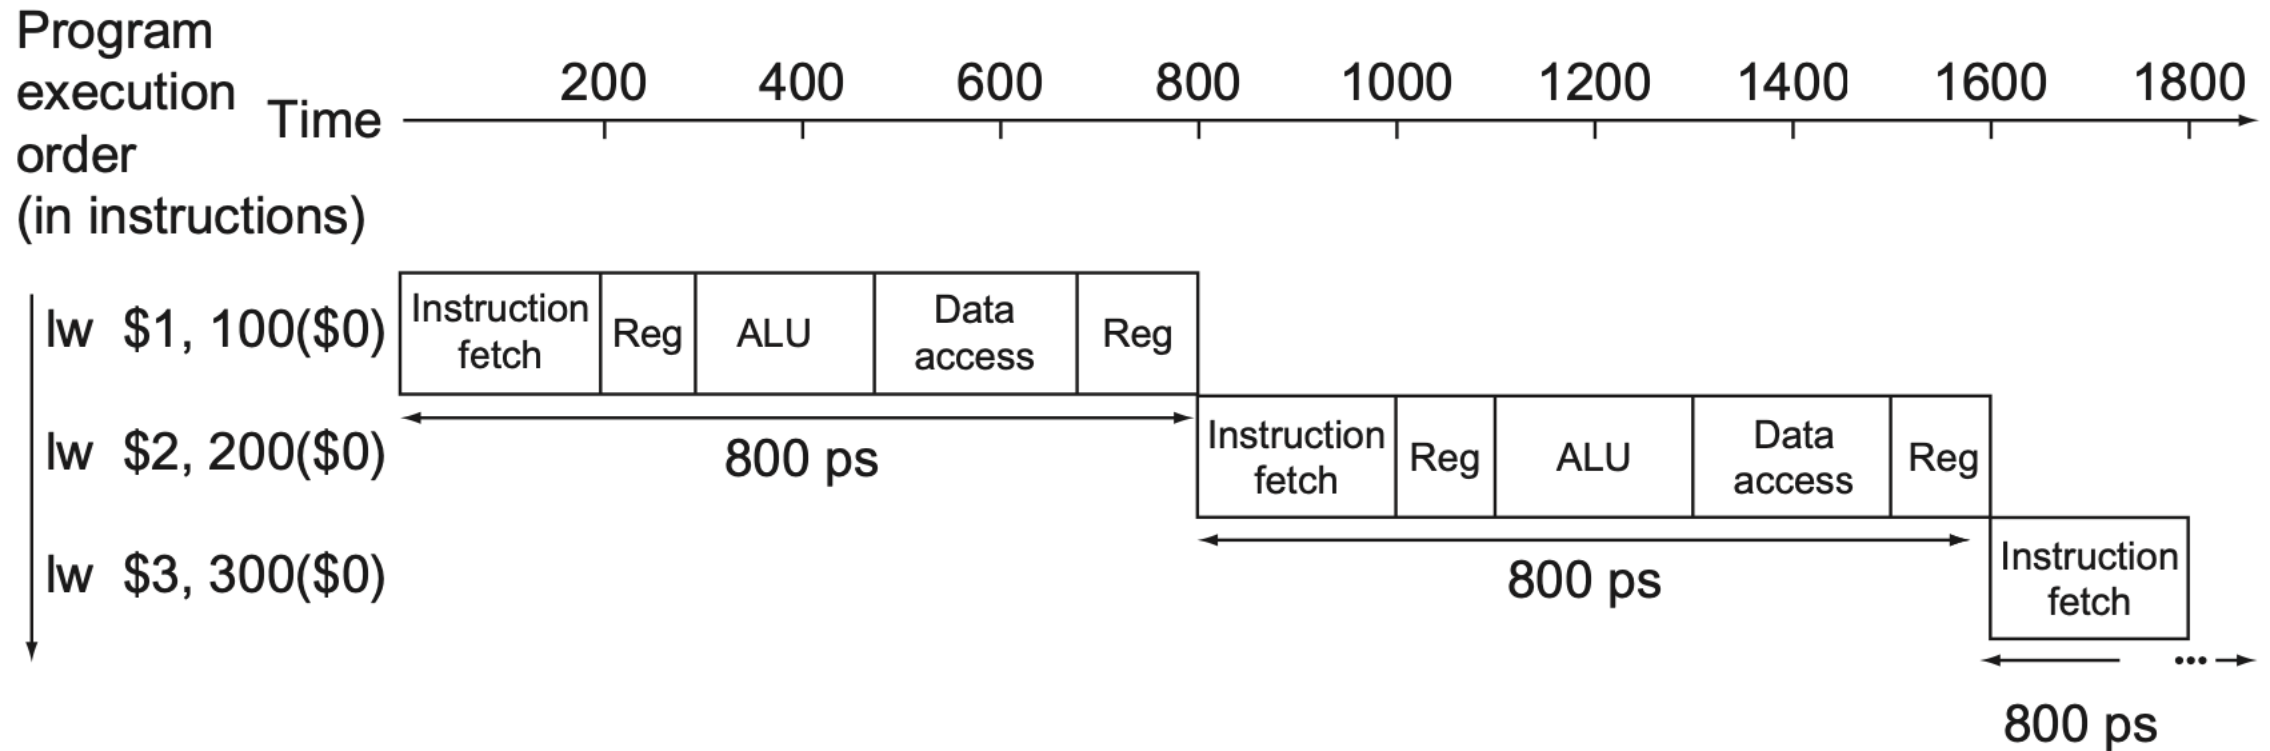 Program
execution
order
(in instructions)
Time
200 400 600 800 1000 1200 1400 1600 1800
lw $1, 100($0)
Instruction
fetch
Reg
ALU
Data
access
Reg
800 ps
lw $2, 200($0)
Instruction
fetch
Reg
ALU
Data
access
Reg
800 ps
lw $3, 300($0)
Instruction
fetch
...
800 ps